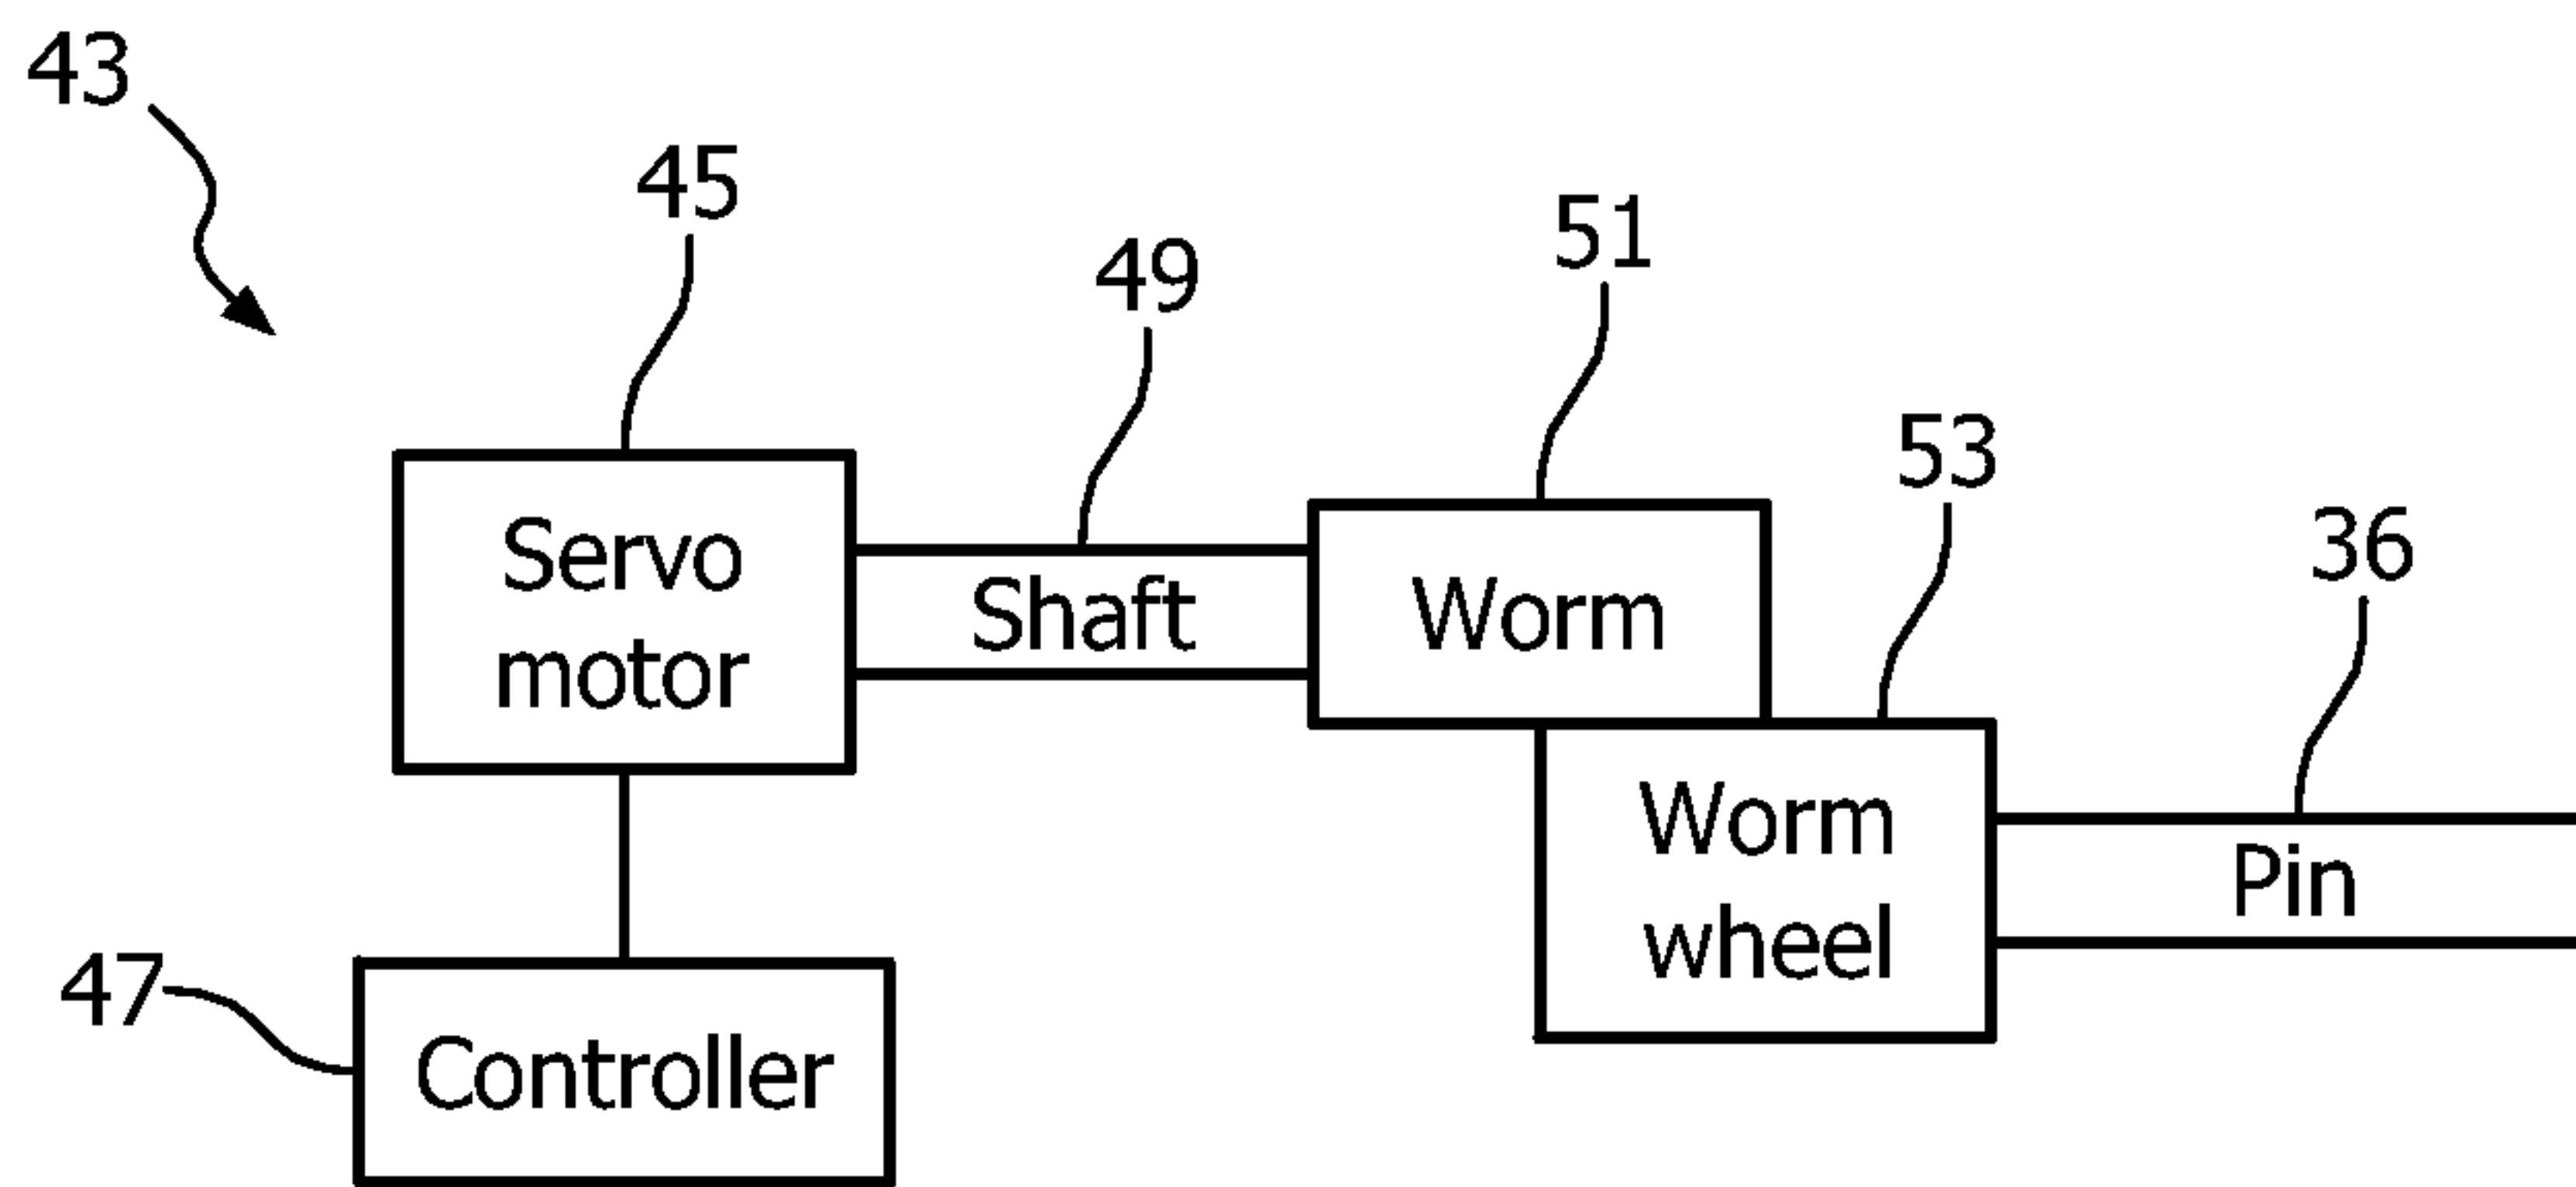 43
45
49
51
53
36
Servo
motor
Shaft
Worm
Worm
wheel
Pin
47
Controller